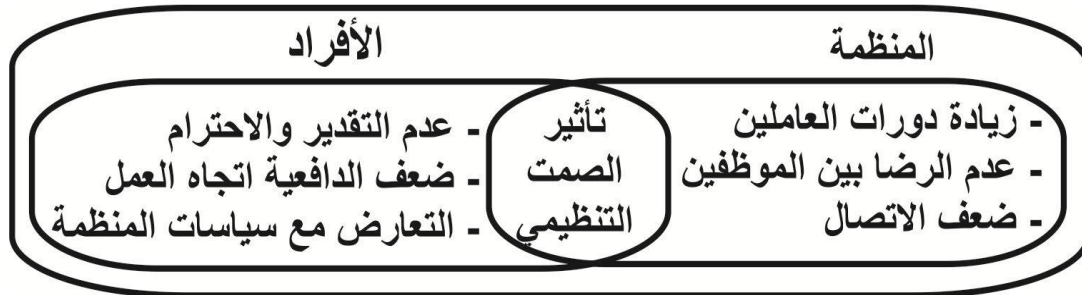 المنظمة
- زيادة دورات العاملين
- عدم الرضا بين الموظفين
- ضعف الاتصال
تأثير
الصمت
التنظيمي
الأفراد
- عدم التقدير والاحترام
- ضعف الدافعية اتجاه العمل
- التعارض مع سياسات المنظمة